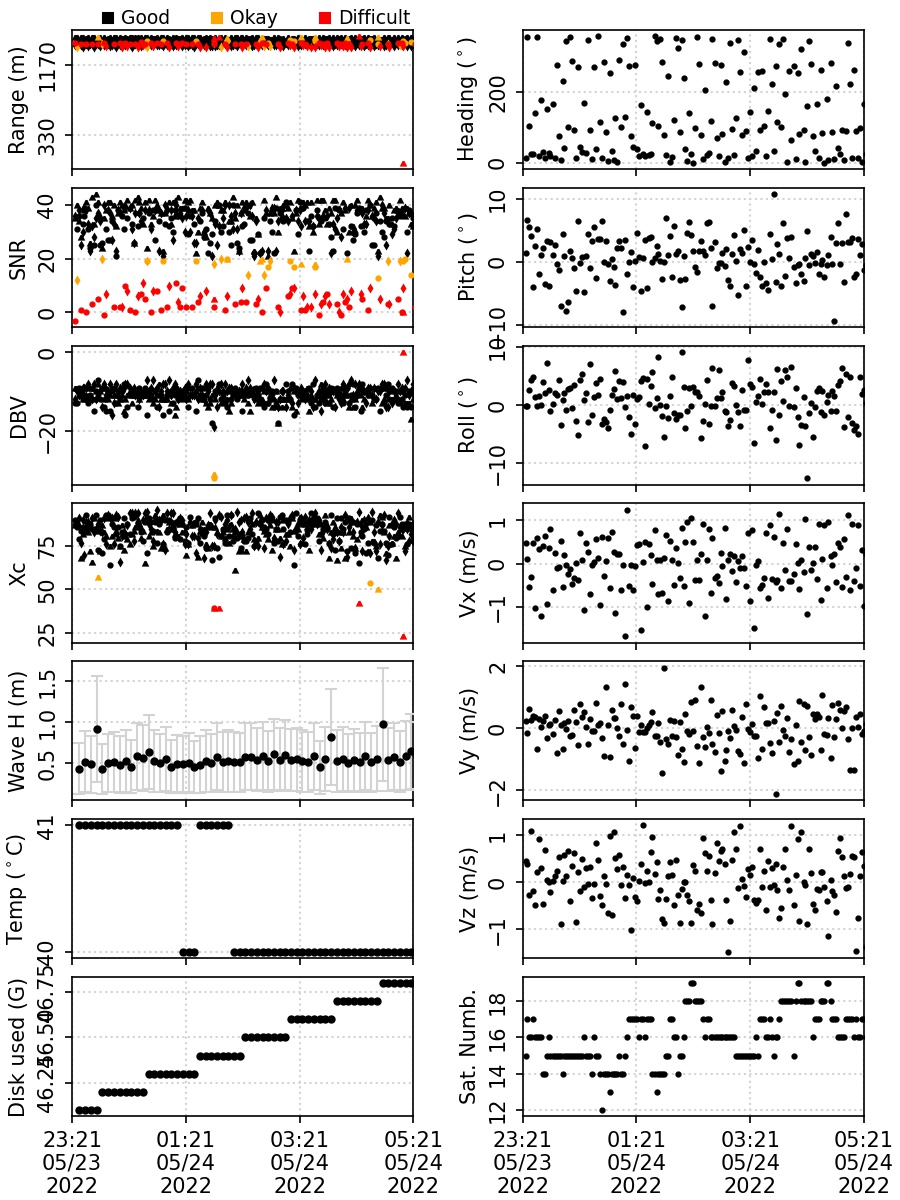 Good Okay Difficult
Range (m)
1170
330
Heading (°)
200
0
SNR
40
20
0
Pitch (°)
10
0
−10
DBV
0
−20
Roll (°)
10
0
−10
Xc
75
50
25
Vx (m/s)
1
0
−1
Wave H (m)
1.5
1.0
0.5
Vy (m/s)
2
0
−2
Temp (°C)
41
40
Vz (m/s)
1
0
−1
Disk used (G)
46.75
46.50
46.25
Sat. Numb.
18
16
14
12
23:21 01:21 03:21 05:21
05/23 05/24 05/24 05/24
2022 2022 2022 2022
23:21 01:21 03:21 05:21
05/23 05/24 05/24 05/24
2022 2022 2022 2022